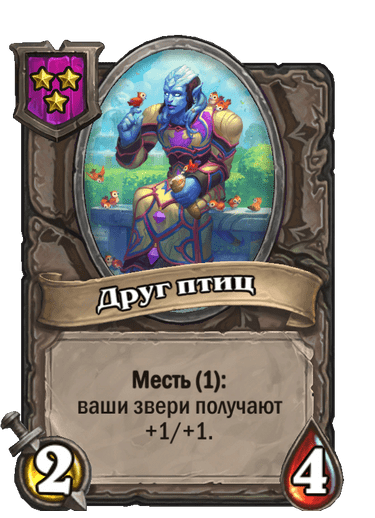 Друг птиц
Месть (1):
ваши звери получают
+1/+1.
2
4